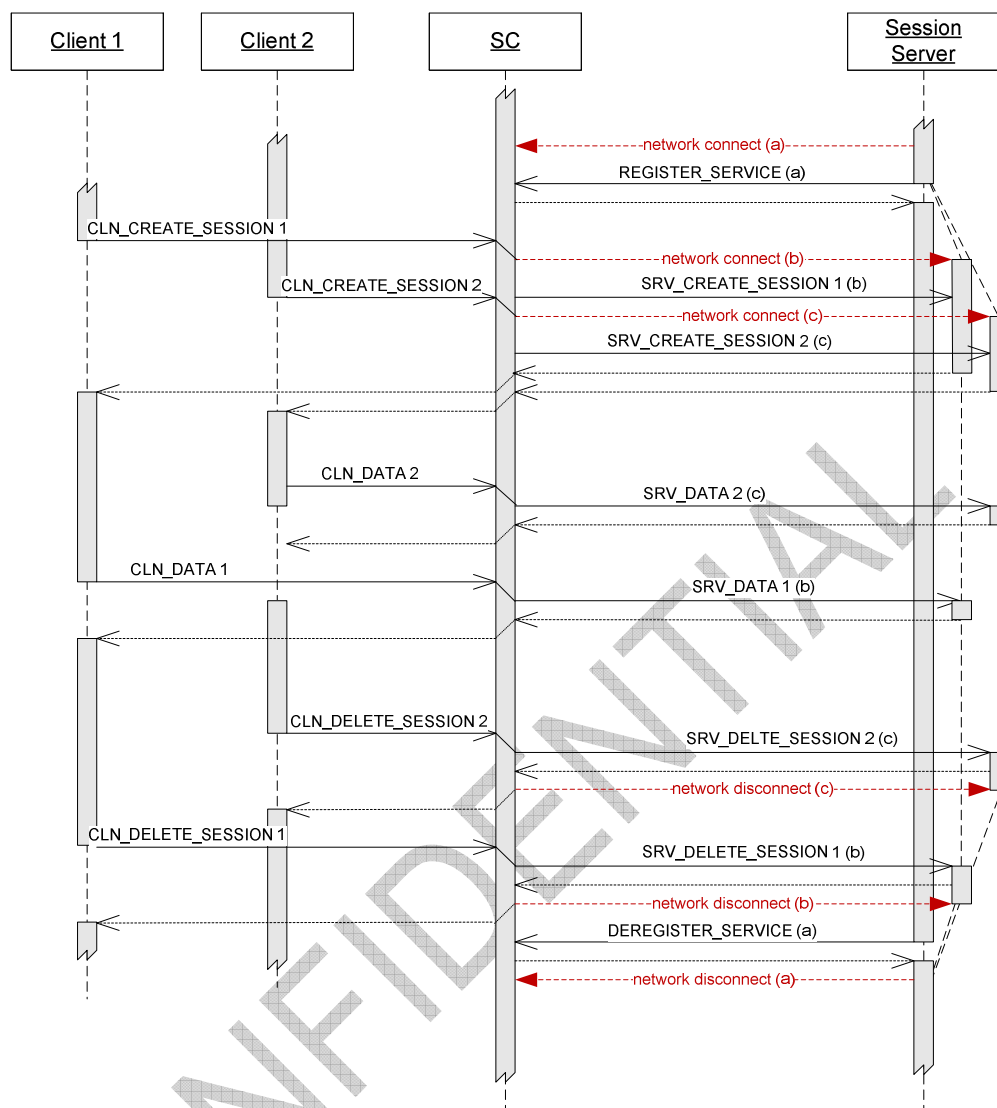 Client 1
Client 2
SC
Session
Server
network connect (a)
REGISTER_SERVICE (a)
CLN_CREATE_SESSION 1
network connect (b)
CLN_CREATE_SESSION 2
SRV_CREATE_SESSION 1 (b)
network connect (c)
SRV_CREATE_SESSION 2 (c)
CLN_DATA 2
SRV_DATA 2 (c)
CLN_DATA 1
SRV_DATA 1 (b)
CLN_DELETE_SESSION 2
SRV_DELTE_SESSION 2 (c)
network disconnect (c)
CLN_DELETE_SESSION 1
SRV_DELETE_SESSION 1 (b)
network disconnect (b)
DEREGISTER_SERVICE (a)
network disconnect (a)
NFIDENTIAL